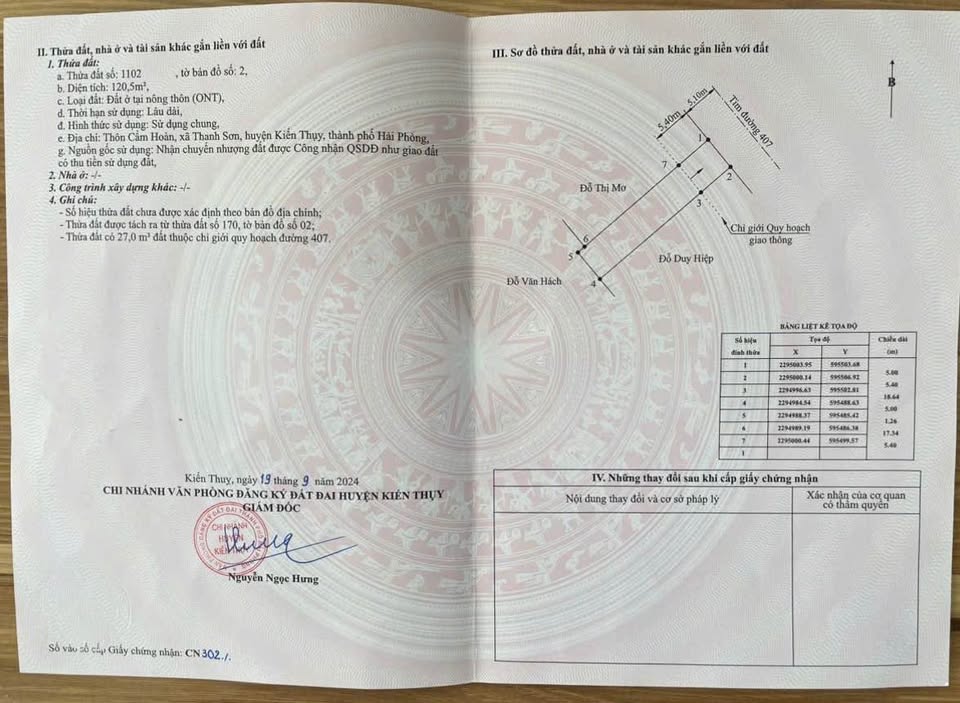 II. Thửa đất, nhà ở và tài sản khác gắn liền với đất
1. Thửa đất:
a. Thửa đất số: 1102 , tờ bản đồ số: 2,
b. Diện tích: 120,5m²,
c. Loại đất: Đất ở tại nông thôn (ONT),
d. Thời hạn sử dụng: Lâu dài,
đ. Hình thức sử dụng: Sử dụng chung,
e. Địa chỉ: Thôn Cẩm Hoàn, xã Thanh Sơn, huyện Kiến Thụy, thành phố Hải Phòng,
g. Nguồn gốc sử dụng: Nhận chuyển nhượng đất được Công nhận QSDĐ như giao đất
có thu tiền sử dụng đất,
2. Nhà ở: -/-
3. Công trình xây dựng khác: -/-
4. Ghi chú:
- Số hiệu thửa đất chưa được xác định theo bản đồ địa chính;
- Thửa đất được tách ra từ thửa đất số 170, tờ bản đồ số 02;
- Thửa đất có 27,0 m² đất thuộc chỉ giới quy hoạch đường 407.
Kiến Thuỵ, ngày 19 tháng 9 năm 2024
CHI NHÁNH VĂN PHÒNG ĐĂNG KÝ ĐẤT ĐAI HUYỆN KIẾN THỤY
GIÁM ĐỐC
CHI NHÁNH
HUYỆN
Nguyễn Ngọc Hưng
Số vào sổ cấp Giấy chứng nhận: CN302./.
III. Sơ đồ thửa đất, nhà ở và tài sản khác gắn liền với đất
B
5,10m
5,40m
Tim đường 407
1
7
2
3
Đỗ Thị Mơ
Chỉ giới Quy hoạch
giao thông
6
5
Đỗ Duy Hiệp
4
Đỗ Văn Hách
BẢNG LIỆT KÊ TỌA ĐỘ
Số hiệu đỉnh thửa Tọa độ Chiều dài (m)
X Y
1 2295003.95 595503.68
5.00
2 2295000.14 595506.92
5.40
3 2294996.63 595502.81
18.64
4 2294984.54 595488.63
5.00
5 2294988.37 595485.42
1.26
6 2294989.19 595486.38
17.34
7 2295000.44 595499.57
5.40
1
IV. Những thay đổi sau khi cấp giấy chứng nhận
Nội dung thay đổi và cơ sở pháp lý
Xác nhận của cơ quan
có thẩm quyền